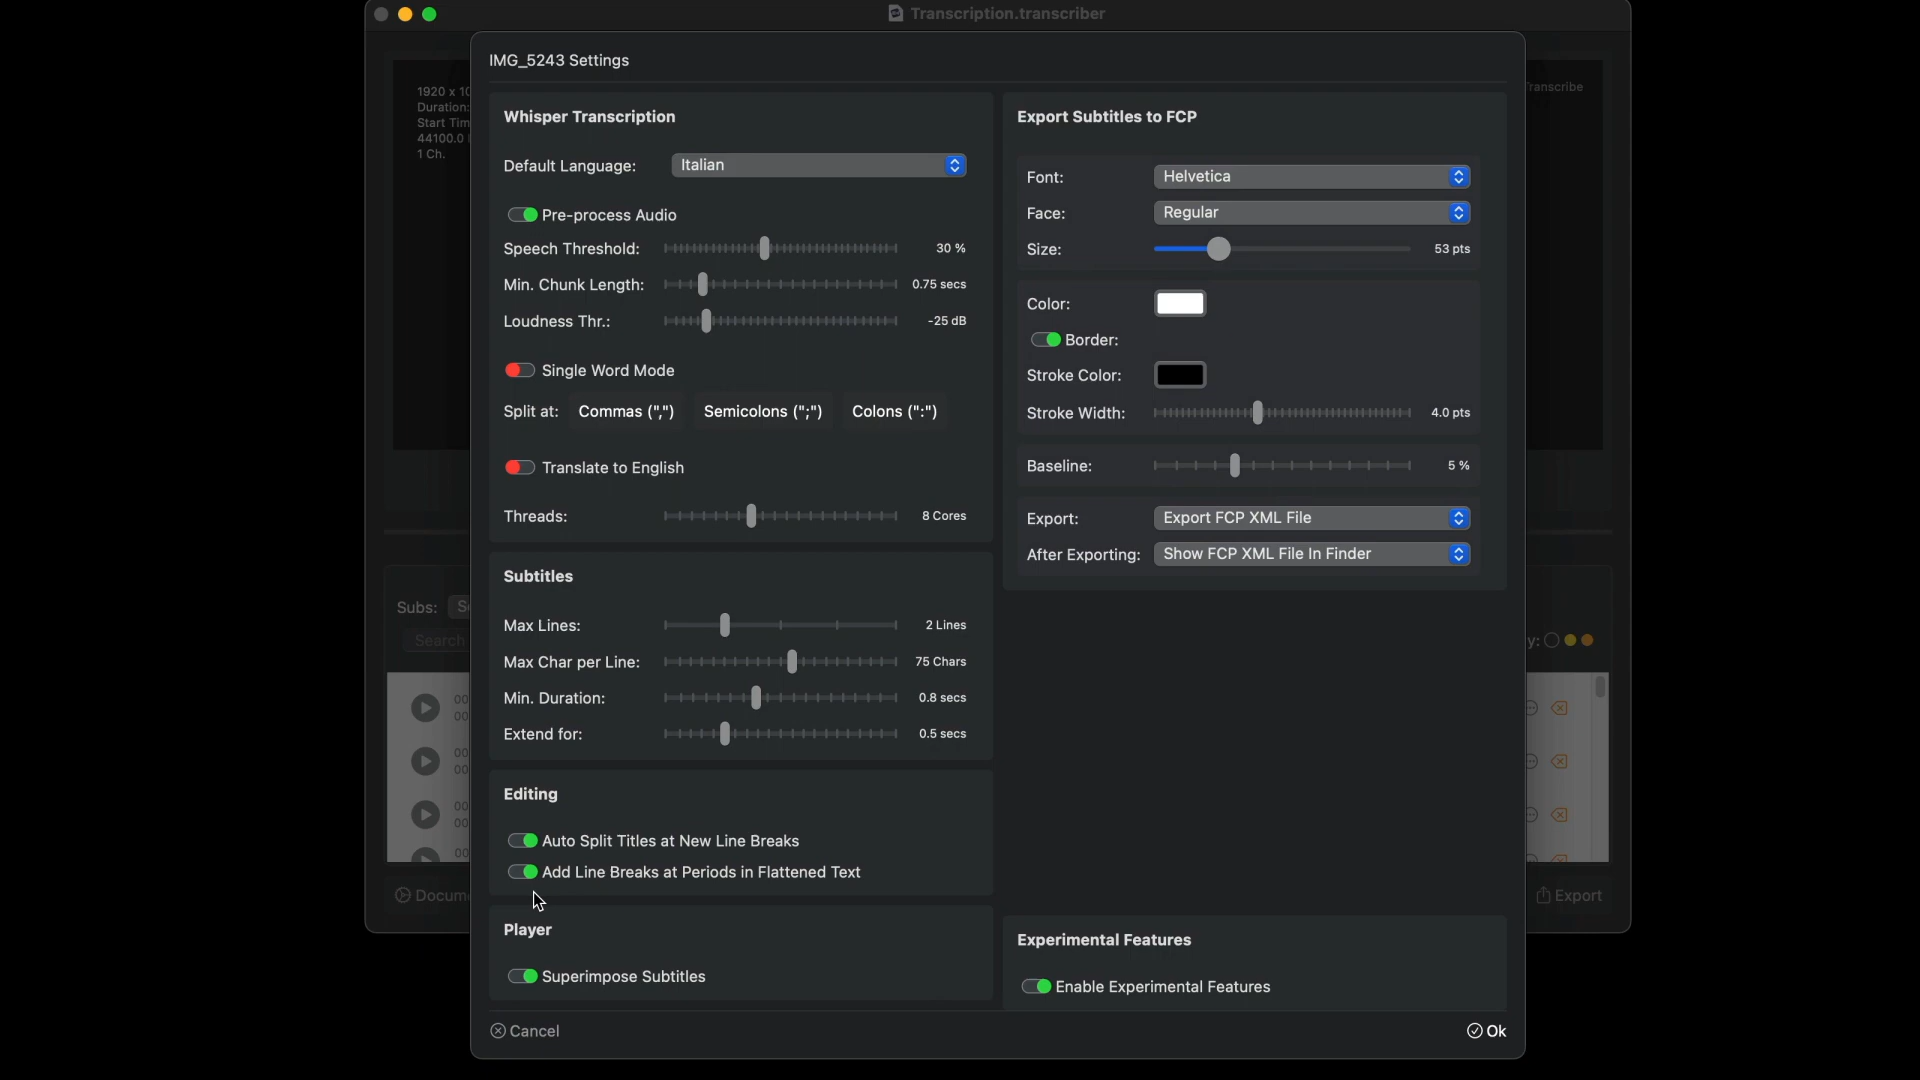 Transcription.transcriber
IMG_5243 Settings
1920 x
Duration:
44100.0
1 Ch.
Transcribe
Whisper Transcription
Default Language: Italian
Pre-process Audio
Speech Threshold: 30 %
Min. Chunk Length: 0.75 secs
Loudness Thr.: -25 dB
Single Word Mode
Split at: Commas (",") Semicolons (";") Colons (":")
Translate to English
Threads: 8 Cores
Subtitles
Max Lines: 2 Lines
Max Char per Line: 75 Chars
Min. Duration: 0.8 secs
Extend for: 0.5 secs
Editing
Auto Split Titles at New Line Breaks
Add Line Breaks at Periods in Flattened Text
Player
Superimpose Subtitles
Export Subtitles to FCP
Font: Helvetica
Face: Regular
Size: 53 pts
Color:
Border:
Stroke Color:
Stroke Width: 4.0 pts
Baseline: 5 %
Export: Export FCP XML File
After Exporting: Show FCP XML File In Finder
Experimental Features
Enable Experimental Features
Cancel
Ok
Subs:
Search
Export